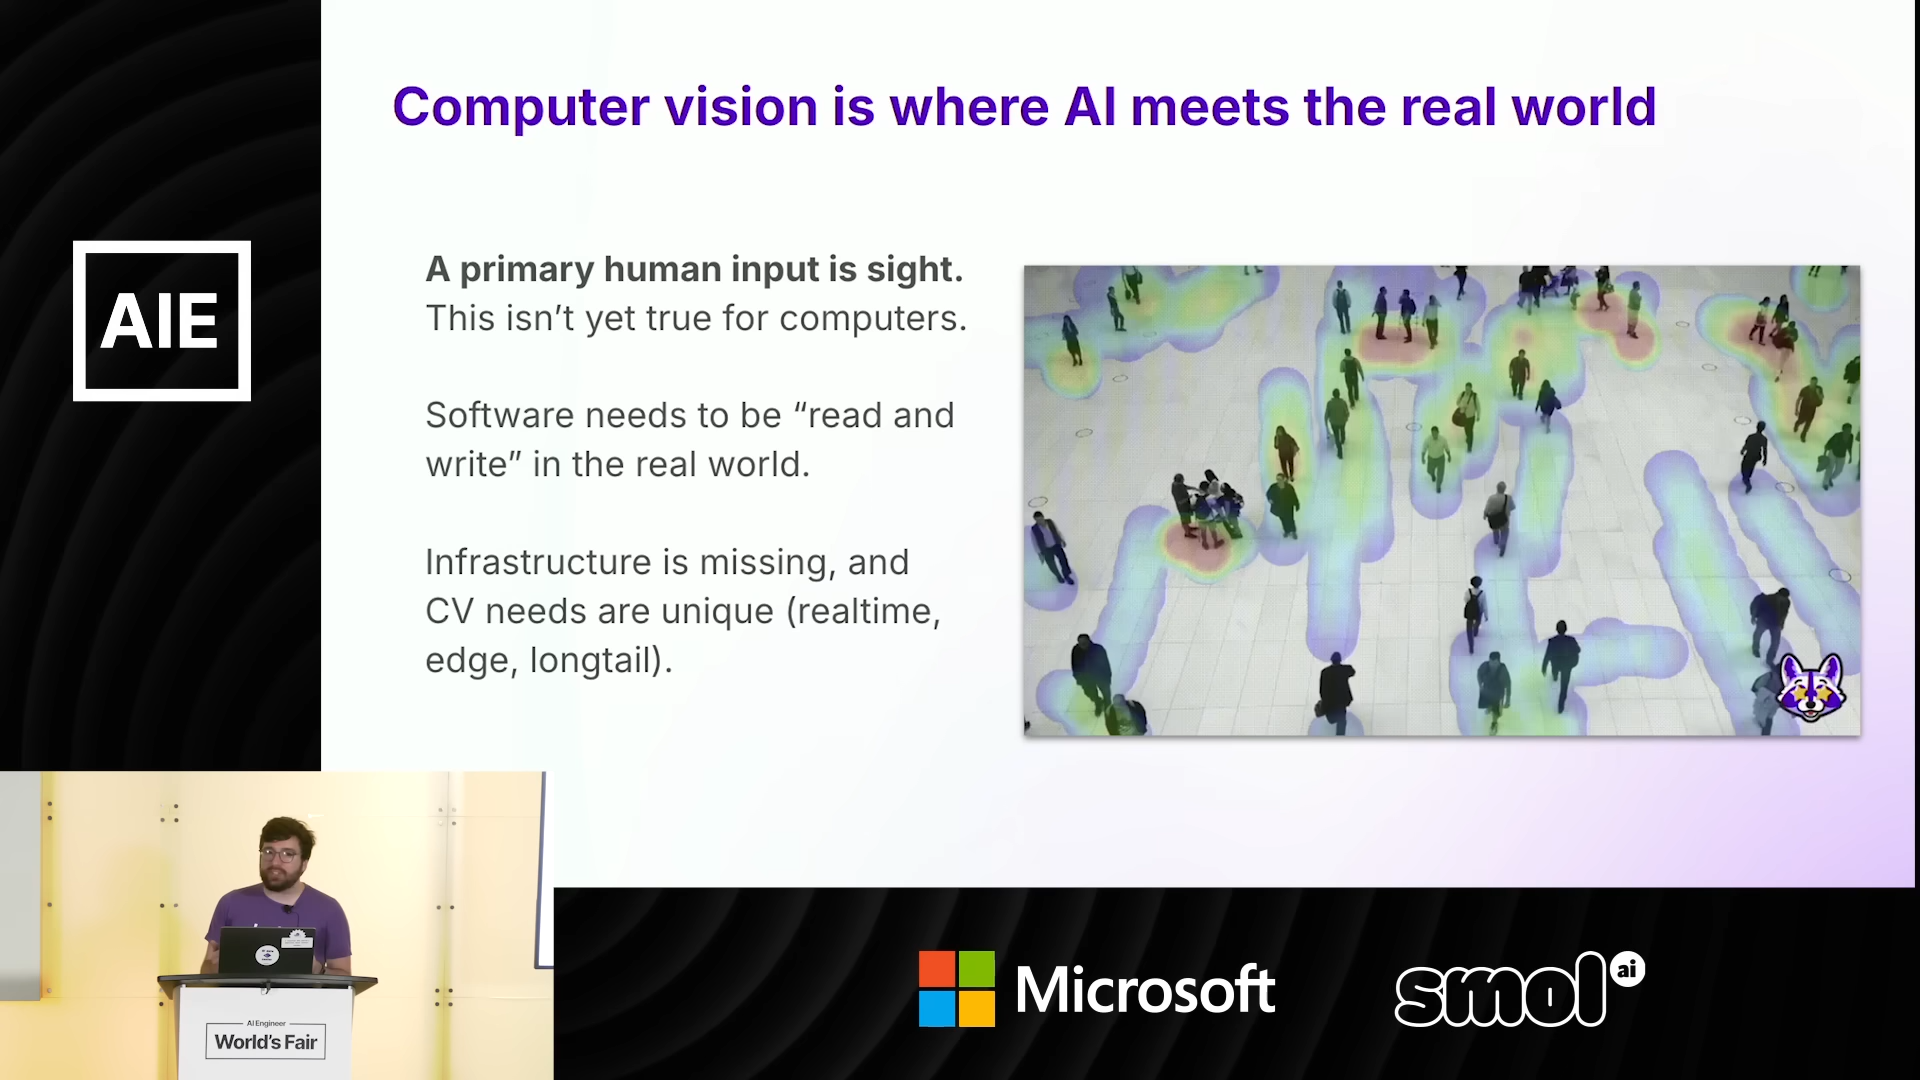 Computer vision is where AI meets the real world
AIE
A primary human input is sight.
This isn’t yet true for computers.
Software needs to be “read and
write” in the real world.
Infrastructure is missing, and
CV needs are unique (realtime,
edge, longtail).
AI Engineer
World's Fair
Microsoft
smol ai